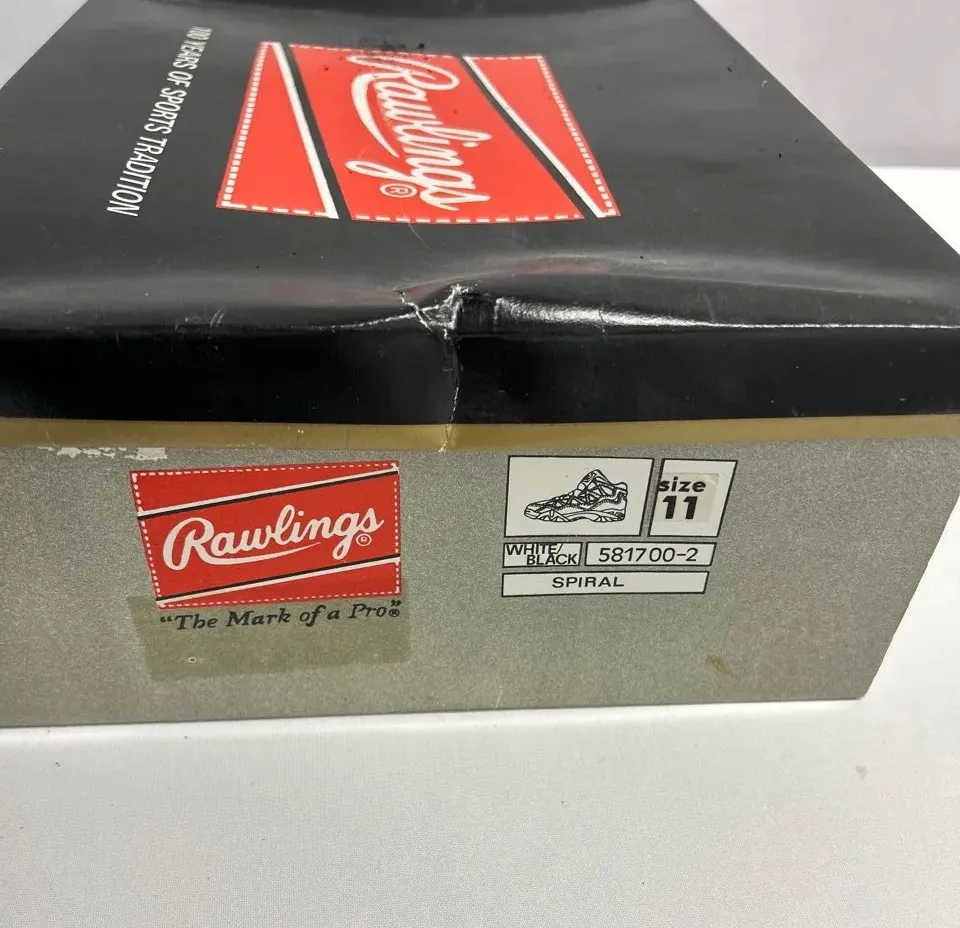 100 YEARS OF SPORTS TRADITION
Rawlings®
Rawlings®
"The Mark of a Pro®"
size
11
WHITE/
BLACK
581700-2
SPIRAL